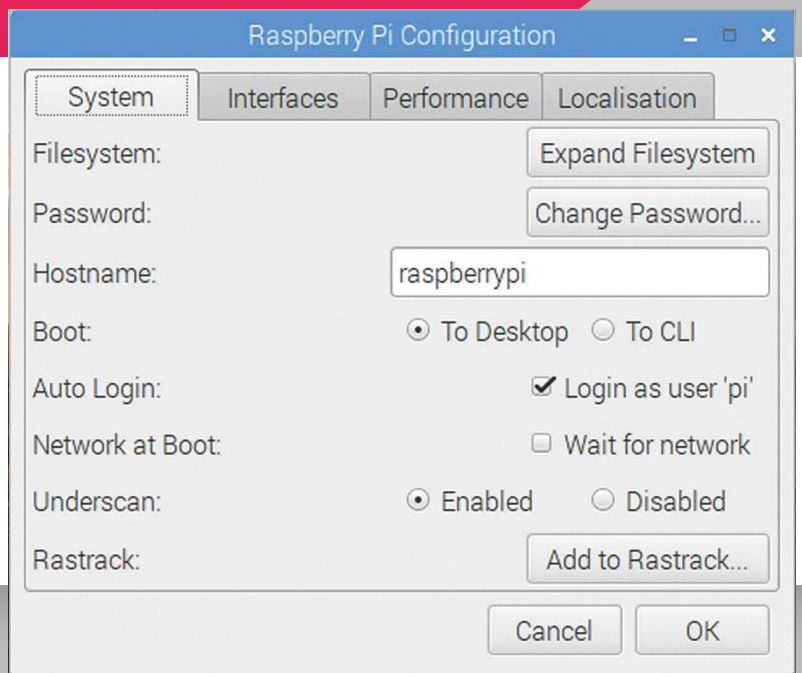 Raspberry Pi Configuration
System Interfaces Performance Localisation
Filesystem: Expand Filesystem
Password: Change Password...
Hostname: raspberrypi
Boot: To Desktop To CLI
Auto Login: Login as user 'pi'
Network at Boot: Wait for network
Underscan: Enabled Disabled
Rastrack: Add to Rastrack...
Cancel OK